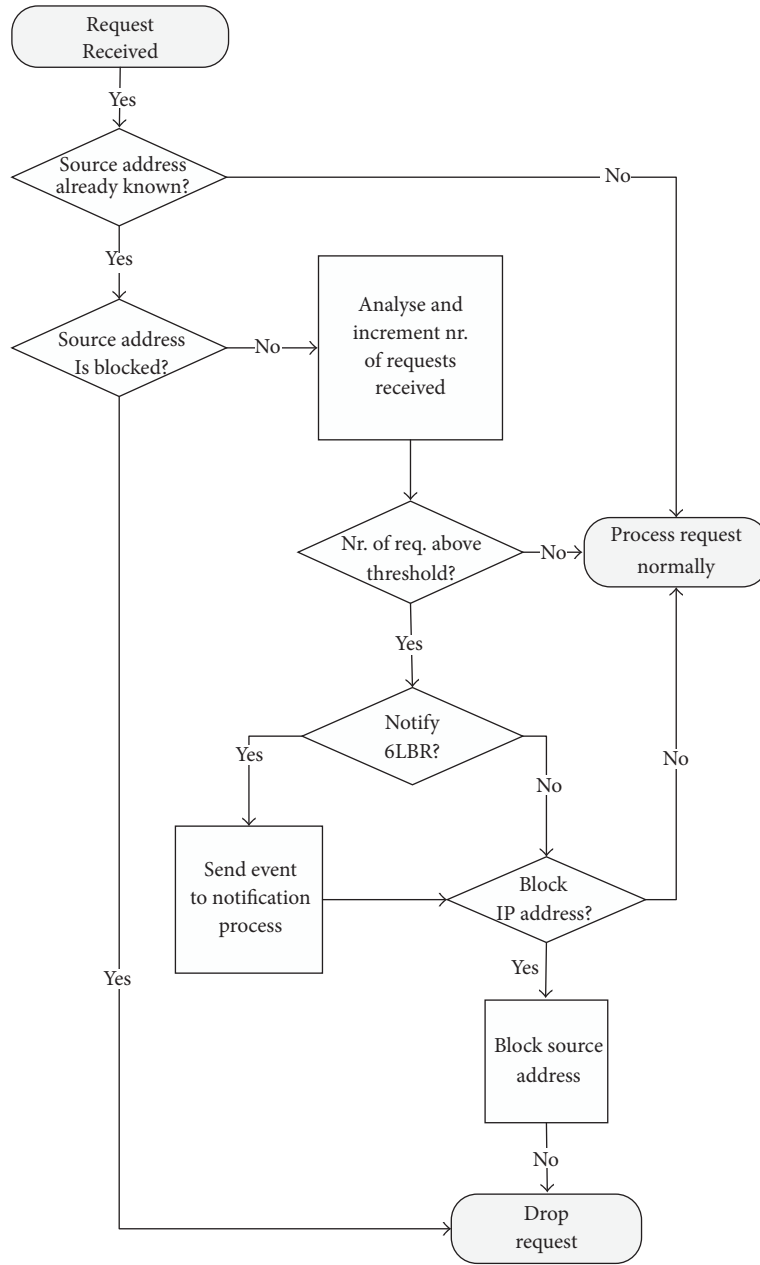 Request
Received
Yes
Source address
already known?
No
Yes
Source address
Is blocked?
No
Analyse and
increment nr.
of requests
received
Nr. of req. above
threshold?
No
Process request
normally
Yes
Notify
6LBR?
Yes
No
No
Send event
to notification
process
Block
IP address?
Yes
Yes
Block source
address
No
Drop
request